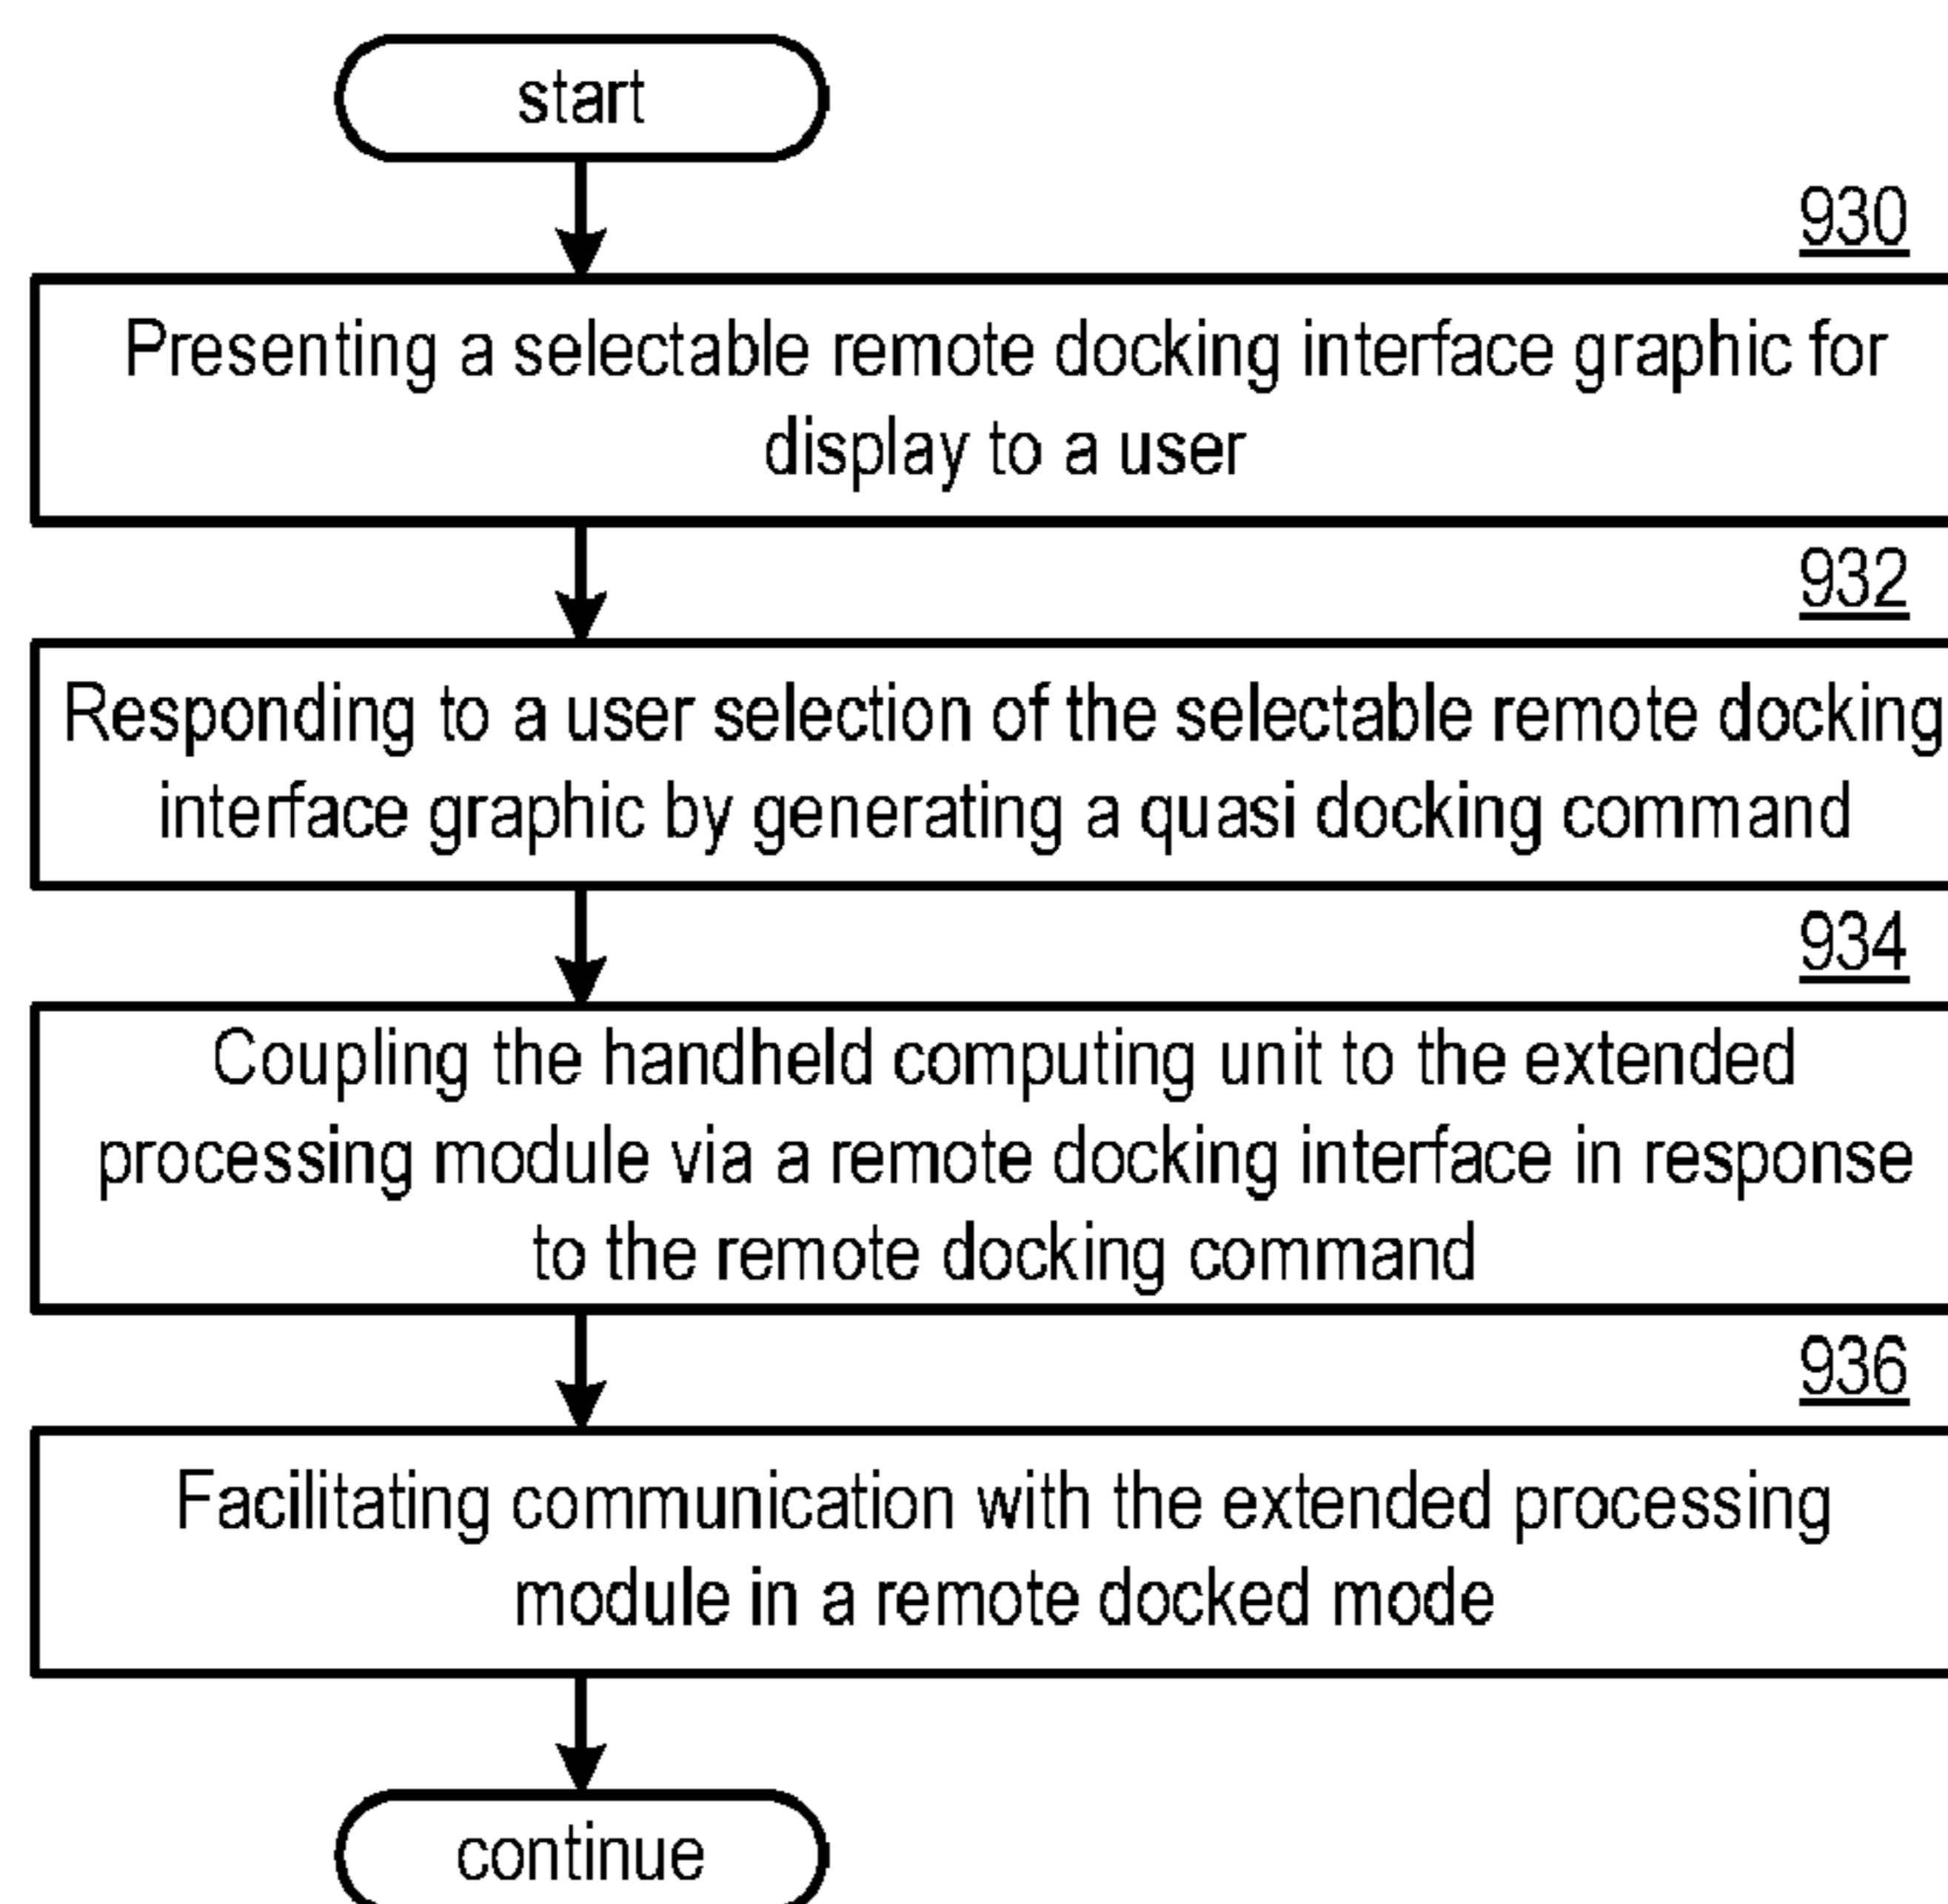 start
930
Presenting a selectable remote docking interface graphic for
display to a user
932
Responding to a user selection of the selectable remote docking
interface graphic by generating a quasi docking command
934
Coupling the handheld computing unit to the extended
processing module via a remote docking interface in response
to the remote docking command
936
Facilitating communication with the extended processing
module in a remote docked mode
continue